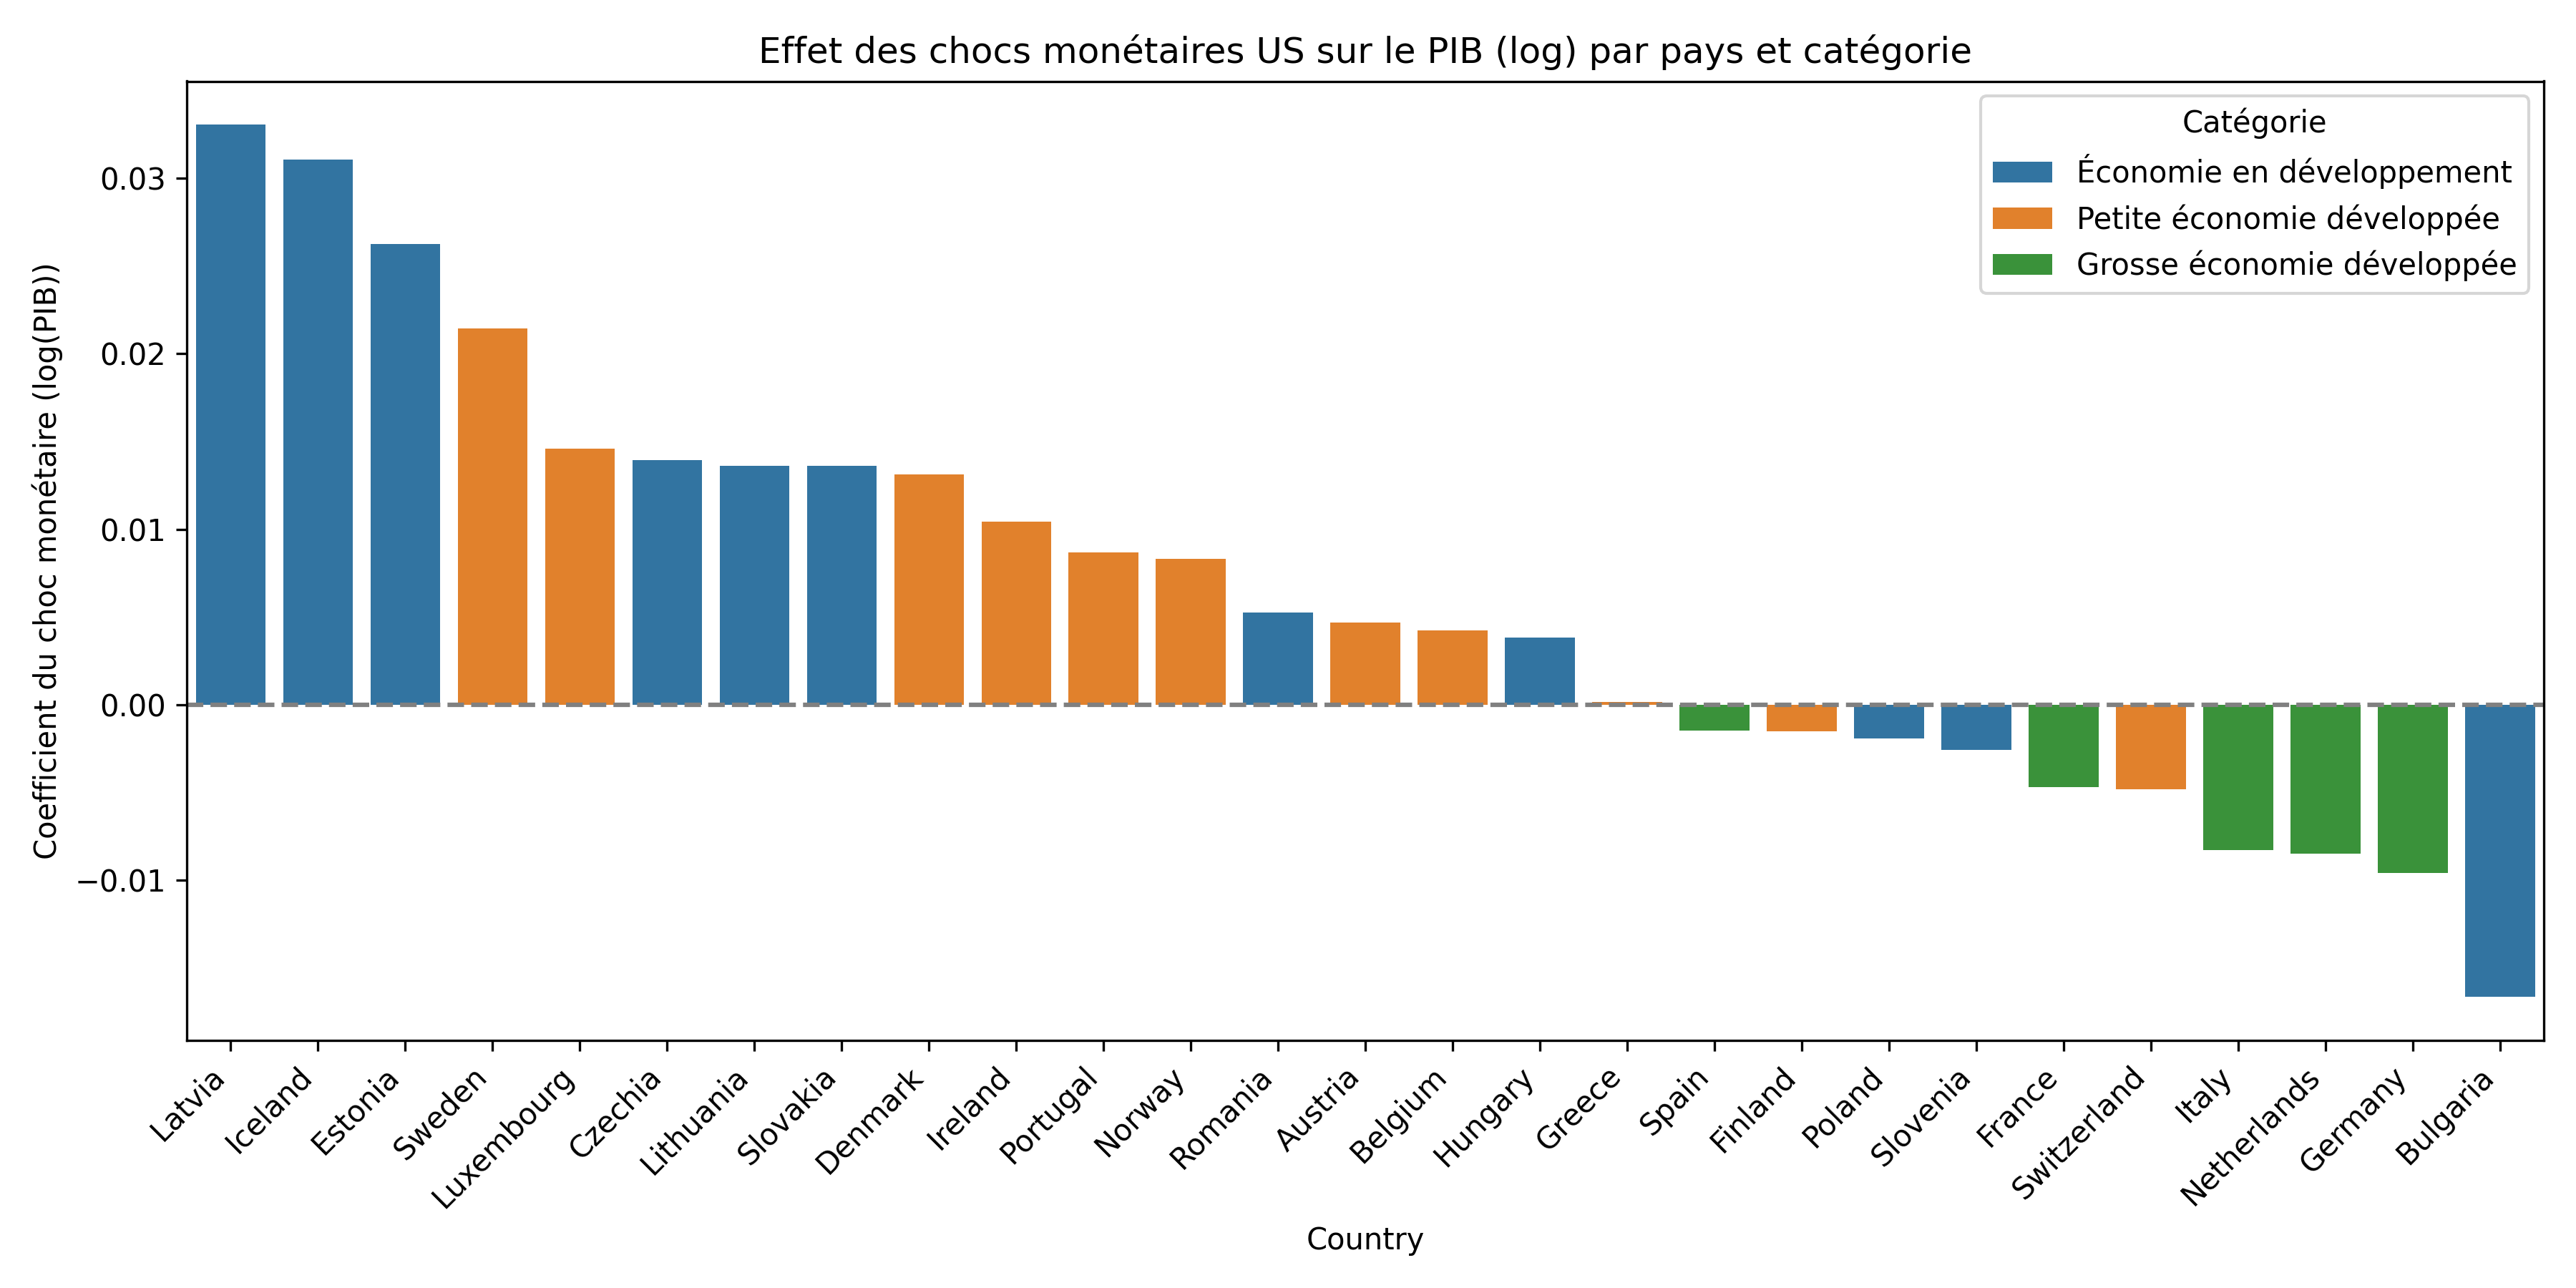 Effet des chocs monétaires US sur le PIB (log) par pays et catégorie
Catégorie
Économie en développement
Petite économie développée
Grosse économie développée
Coefficient du choc monétaire (log(PIB))
0.03
0.02
0.01
0.00
−0.01
Latvia
Iceland
Estonia
Sweden
Luxembourg
Czechia
Lithuania
Slovakia
Denmark
Ireland
Portugal
Norway
Romania
Austria
Belgium
Hungary
Greece
Spain
Finland
Poland
Slovenia
France
Switzerland
Italy
Netherlands
Germany
Bulgaria
Country